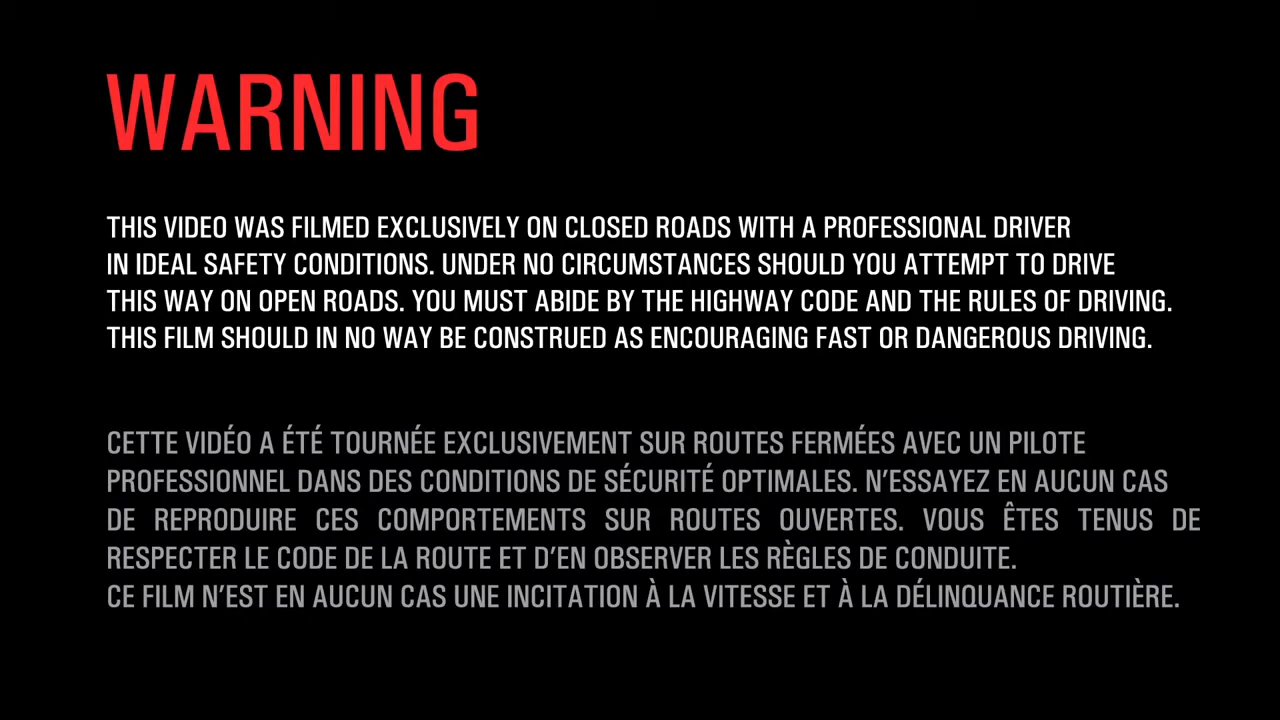 WARNING
THIS VIDEO WAS FILMED EXCLUSIVELY ON CLOSED ROADS WITH A PROFESSIONAL DRIVER
IN IDEAL SAFETY CONDITIONS. UNDER NO CIRCUMSTANCES SHOULD YOU ATTEMPT TO DRIVE
THIS WAY ON OPEN ROADS. YOU MUST ABIDE BY THE HIGHWAY CODE AND THE RULES OF DRIVING.
THIS FILM SHOULD IN NO WAY BE CONSTRUED AS ENCOURAGING FAST OR DANGEROUS DRIVING.
CETTE VIDÉO A ÉTÉ TOURNÉE EXCLUSIVEMENT SUR ROUTES FERMÉES AVEC UN PILOTE
PROFESSIONNEL DANS DES CONDITIONS DE SÉCURITÉ OPTIMALES. N'ESSAYEZ EN AUCUN CAS
DE REPRODUIRE CES COMPORTEMENTS SUR ROUTES OUVERTES. VOUS ÊTES TENUS DE
RESPECTER LE CODE DE LA ROUTE ET D'EN OBSERVER LES RÈGLES DE CONDUITE.
CE FILM N'EST EN AUCUN CAS UNE INCITATION À LA VITESSE ET À LA DÉLINQUANCE ROUTIÈRE.